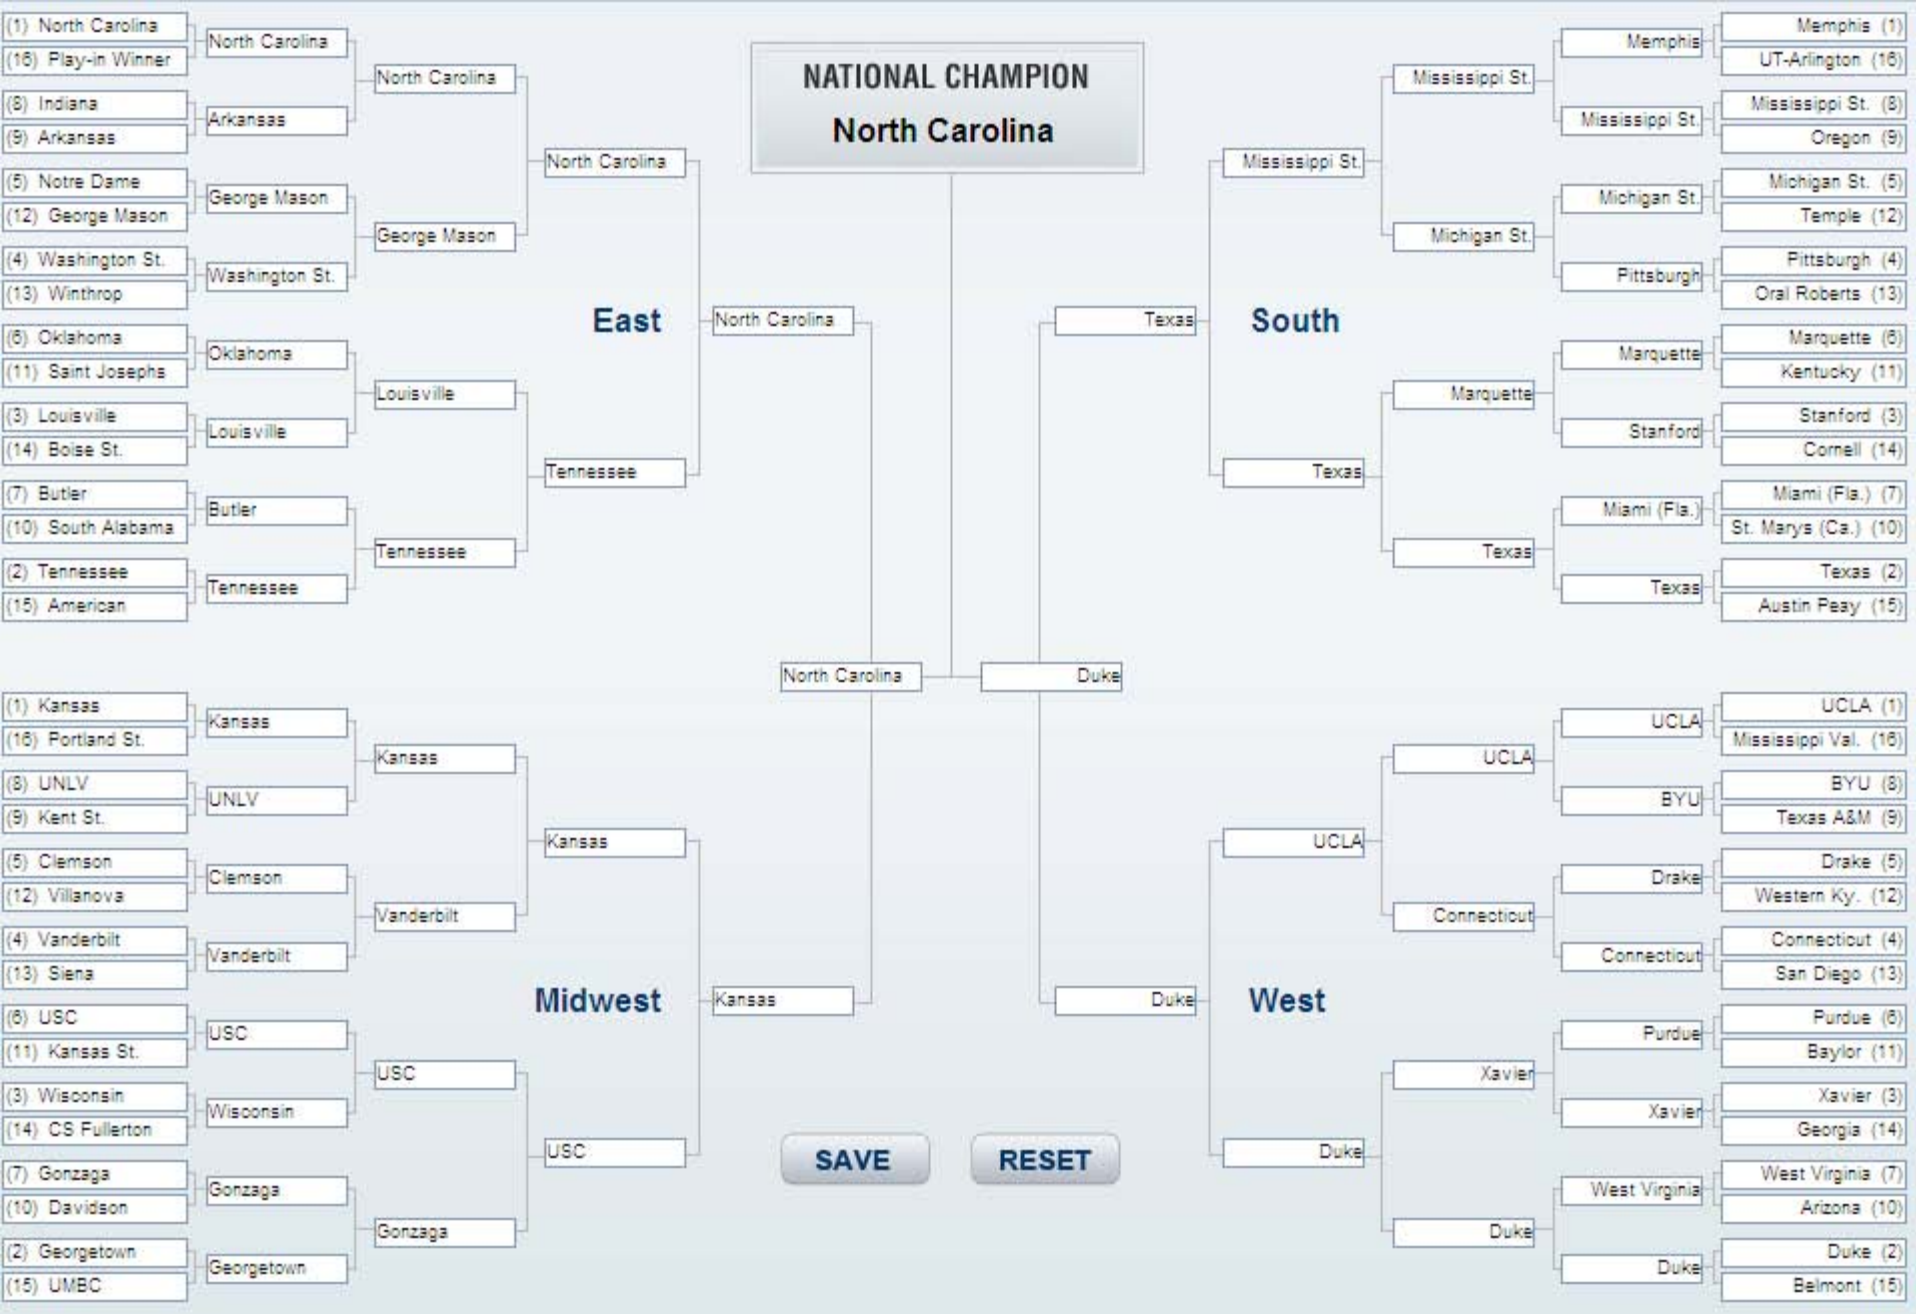 (1) North Carolina
(16) Play-in Winner
(8) Indiana
(9) Arkansas
(5) Notre Dame
(12) George Mason
(4) Washington St.
(13) Winthrop
(6) Oklahoma
(11) Saint Josephs
(3) Louisville
(14) Boise St.
(7) Butler
(10) South Alabama
(2) Tennessee
(15) American
North Carolina
Arkansas
George Mason
Washington St.
Oklahoma
Louisville
Butler
Tennessee
North Carolina
George Mason
Louisville
Tennessee
North Carolina
Tennessee
East
North Carolina
(1) Kansas
(16) Portland St.
(8) UNLV
(9) Kent St.
(5) Clemson
(12) Villanova
(4) Vanderbilt
(13) Siena
(6) USC
(11) Kansas St.
(3) Wisconsin
(14) CS Fullerton
(7) Gonzaga
(10) Davidson
(2) Georgetown
(15) UMBC
Kansas
UNLV
Clemson
Vanderbilt
USC
Wisconsin
Gonzaga
Georgetown
Kansas
Vanderbilt
USC
Gonzaga
Kansas
USC
Midwest
Kansas
NATIONAL CHAMPION
North Carolina
North Carolina
Duke
SAVE
RESET
Texas
South
Mississippi St.
Texas
Mississippi St.
Michigan St.
Marquette
Texas
Memphis
Mississippi St.
Michigan St.
Pittsburgh
Marquette
Stanford
Miami (Fla.)
Texas
Memphis (1)
UT-Arlington (16)
Mississippi St. (8)
Oregon (9)
Michigan St. (5)
Temple (12)
Pittsburgh (4)
Oral Roberts (13)
Marquette (6)
Kentucky (11)
Stanford (3)
Cornell (14)
Miami (Fla.) (7)
St. Marys (Ca.) (10)
Texas (2)
Austin Peay (15)
Duke
West
UCLA
Duke
UCLA
Connecticut
Xavier
Duke
UCLA
BYU
Drake
Connecticut
Purdue
Xavier
West Virginia
Duke
UCLA (1)
Mississippi Val. (16)
BYU (8)
Texas A&M (9)
Drake (5)
Western Ky. (12)
Connecticut (4)
San Diego (13)
Purdue (6)
Baylor (11)
Xavier (3)
Georgia (14)
West Virginia (7)
Arizona (10)
Duke (2)
Belmont (15)